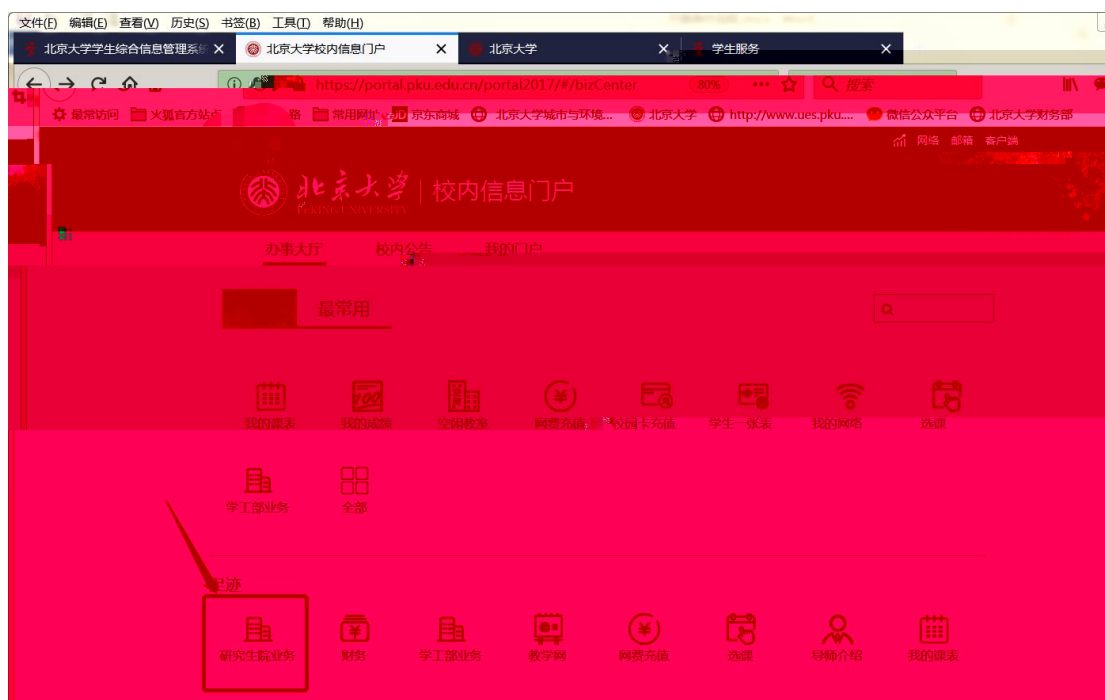 文件(F) 编辑(E) 查看(V) 历史(S) 书签(B) 工具(T) 帮助(H)
北京大学学生综合信息管理系统 北京大学校内信息门户 北京大学 学生服务
https://portal.pku.edu.cn/portal2017/#/bizCenter 80% 搜索
最常访问 火狐官方站点 常用网址 京东商城 北京大学城市与环境... 北京大学 http://www.ues.pku.... 微信公众平台 北京大学财务部
网络 邮箱 客户端
北京大学 校内信息门户
PEKING UNIVERSITY
办事大厅 校内公告 我的门户
最常用
我的课表 我的成绩 空闲教室 网费充值 校园卡充值 学生一张表 我的网络 选课
学工部业务 全部
足迹
研究生院业务 财务 学工部业务 教学网 网费充值 选课 导师介绍 我的课表